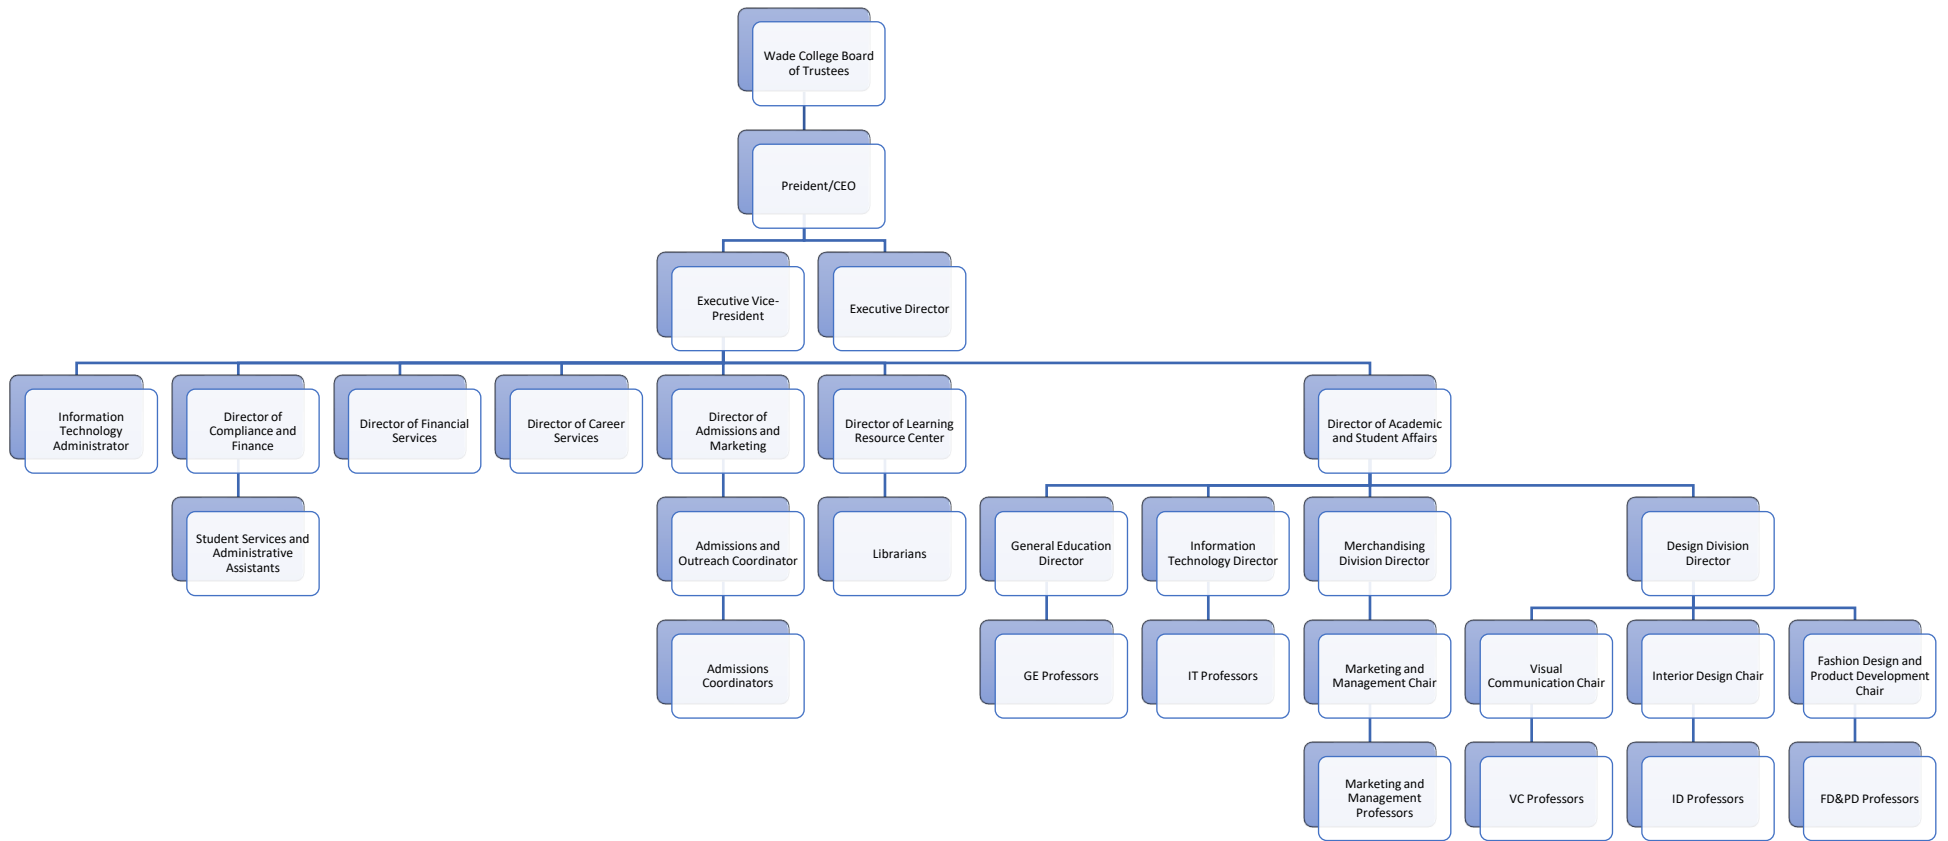 Wade College Board
of Trustees
Preident/CEO
Executive Vice-
President
Executive Director
Information
Technology
Administrator
Director of
Compliance and
Finance
Director of Financial
Services
Director of Career
Services
Director of
Admissions and
Marketing
Director of Learning
Resource Center
Director of Academic
and Student Affairs
Student Services and
Administrative
Assistants
Admissions and
Outreach Coordinator
Librarians
General Education
Director
Information
Technology Director
Merchandising
Division Director
Design Division
Director
Admissions
Coordinators
GE Professors
IT Professors
Marketing and
Management Chair
Visual
Communication Chair
Interior Design Chair
Fashion Design and
Product Development
Chair
Marketing and
Management
Professors
VC Professors
ID Professors
FD&PD Professors